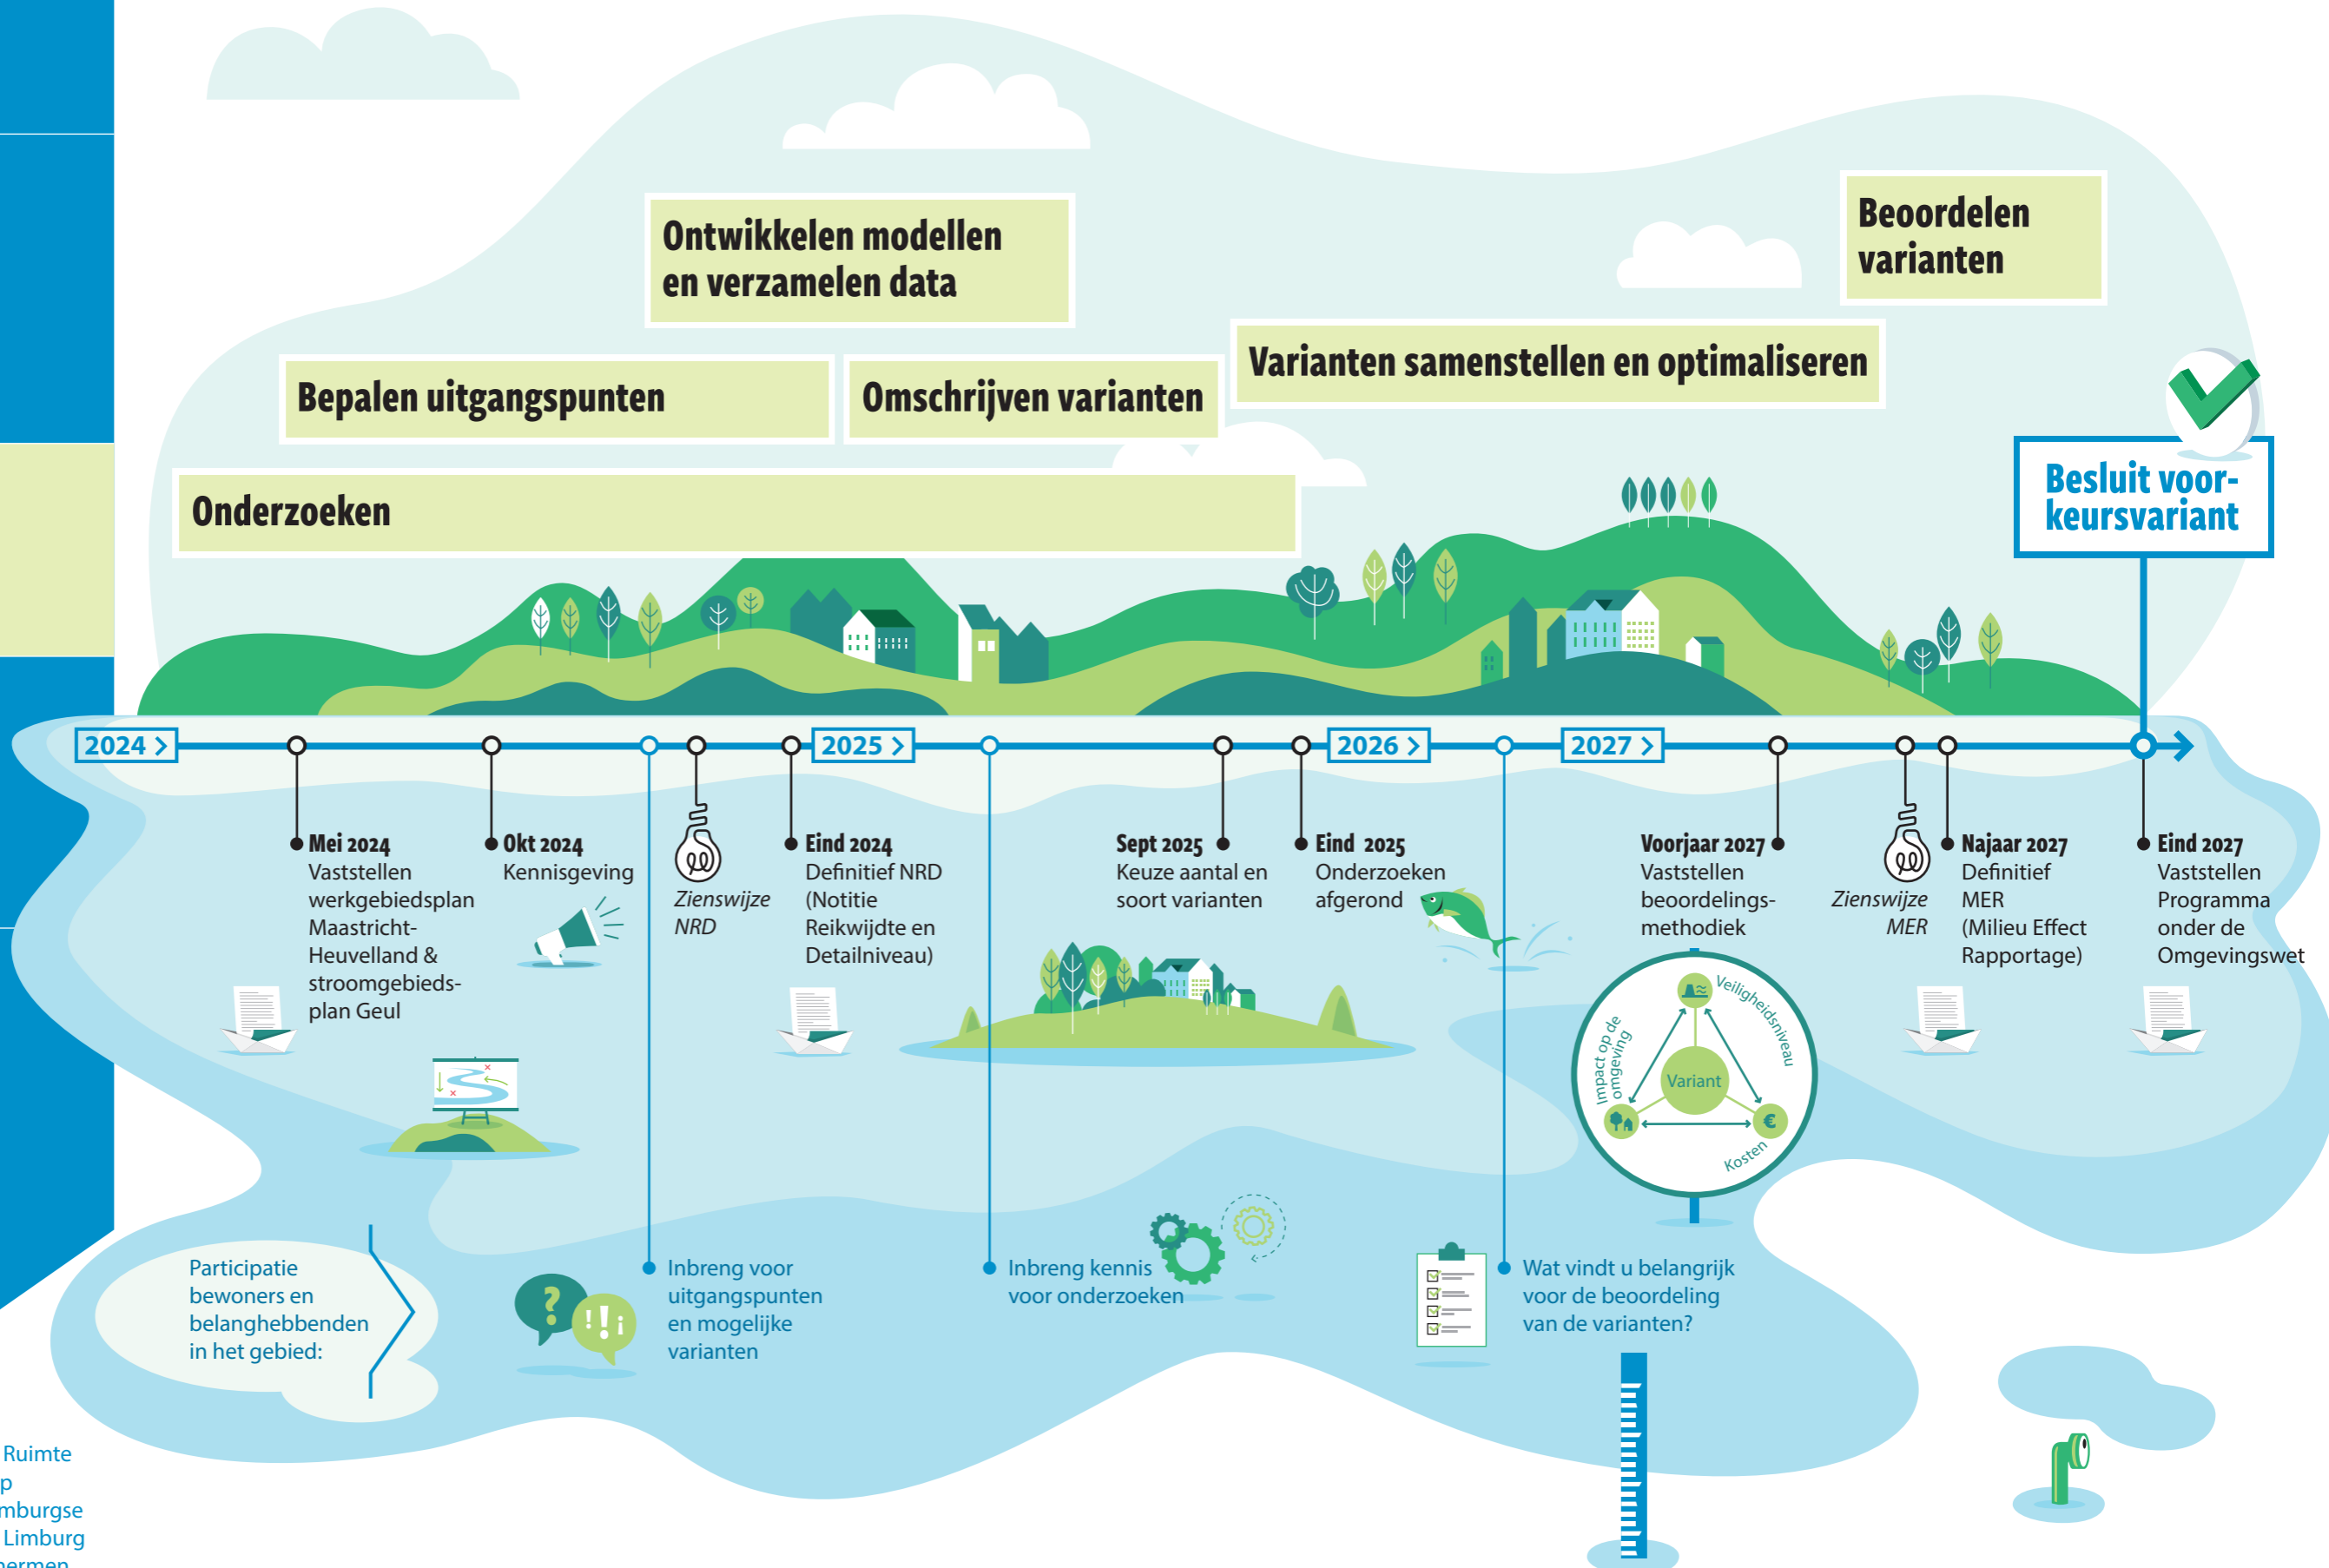 Ontwikkelen modellen
en verzamelen data
Beoordelen
varianten
Bepalen uitgangspunten
Omschrijven varianten
Varianten samenstellen en optimaliseren
Onderzoeken
Besluit voor-
keursvariant
2024 >
2025 >
2026 >
2027 >
Mei 2024
Vaststellen
werkgebiedsplan
Maastricht-
Heuvelland &
stroomgebieds-
plan Geul
Okt 2024
Kennisgeving
Zienswijze
NRD
Eind 2024
Definitief NRD
(Notitie
Reikwijdte en
Detailniveau)
Sept 2025
Keuze aantal en
soort varianten
Eind 2025
Onderzoeken
afgerond
Voorjaar 2027
Vaststellen
beoordelings-
methodiek
Zienswijze
MER
Najaar 2027
Definitief
MER
(Milieu Effect
Rapportage)
Eind 2027
Vaststellen
Programma
onder de
Omgevingswet
Veiligheidsniveau
Impact op de
omgeving
Variant
€
Kosten
Participatie
bewoners en
belanghebbenden
in het gebied:
?
!!¡
Inbreng voor
uitgangspunten
en mogelijke
varianten
Inbreng kennis
voor onderzoeken
Wat vindt u belangrijk
voor de beoordeling
van de varianten?
Ruimte
p
mburgse
Limburg